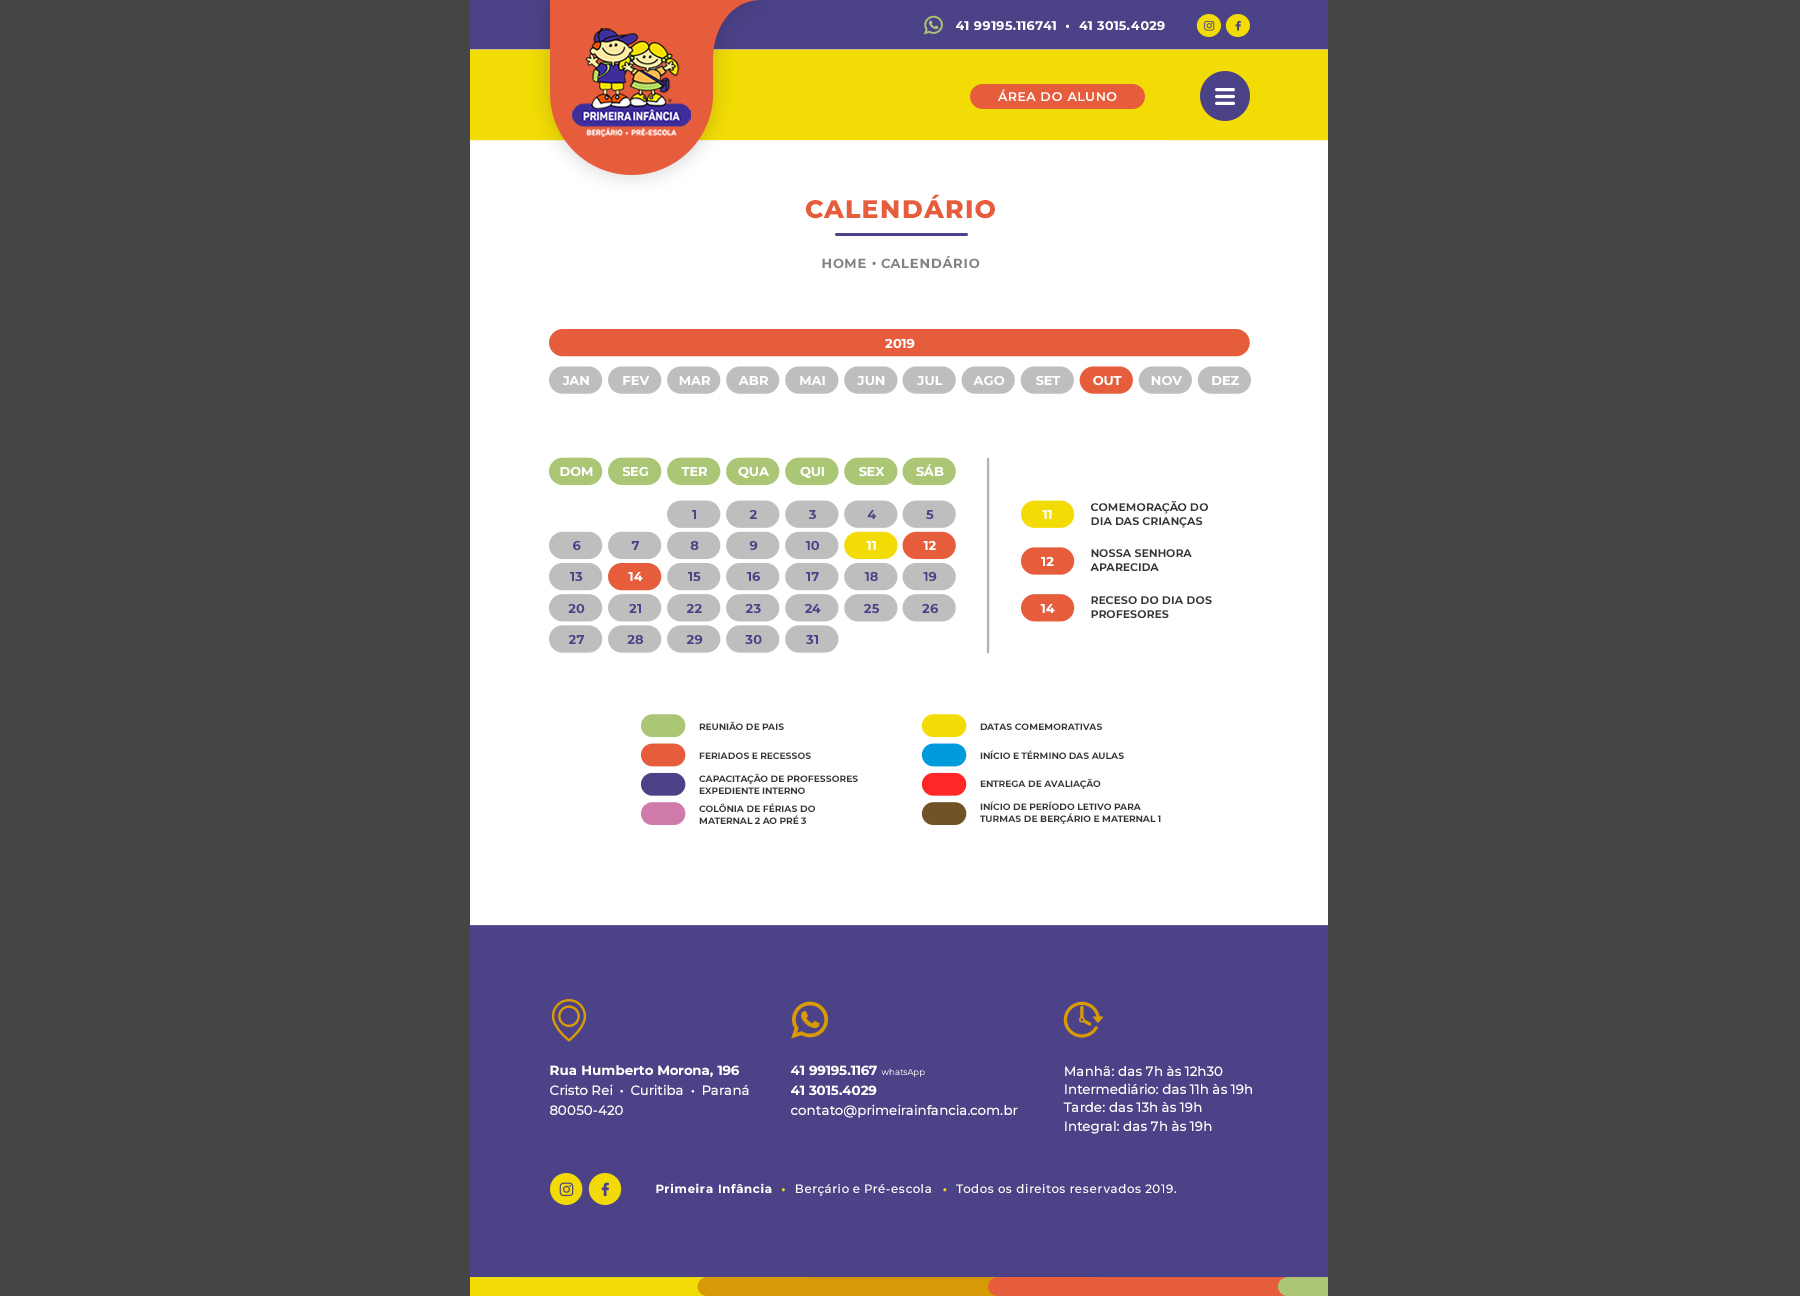 41 99195.116741 • 41 3015.4029
ÁREA DO ALUNO
PRIMEIRA INFÂNCIA
BERÇÁRIO • PRÉ-ESCOLA
CALENDÁRIO
HOME • CALENDÁRIO
2019
JAN FEV MAR ABR MAI JUN JUL AGO SET OUT NOV DEZ
DOM SEG TER QUA QUI SEX SÁB
1 2 3 4 5
6 7 8 9 10 11 12
13 14 15 16 17 18 19
20 21 22 23 24 25 26
27 28 29 30 31
11 COMEMORAÇÃO DO
DIA DAS CRIANÇAS
12 NOSSA SENHORA
APARECIDA
14 RECESO DO DIA DOS
PROFESORES
REUNIÃO DE PAIS
FERIADOS E RECESSOS
CAPACITAÇÃO DE PROFESSORES
EXPEDIENTE INTERNO
COLÔNIA DE FÉRIAS DO
MATERNAL 2 AO PRÉ 3
DATAS COMEMORATIVAS
INÍCIO E TÉRMINO DAS AULAS
ENTREGA DE AVALIAÇÃO
INÍCIO DE PERÍODO LETIVO PARA
TURMAS DE BERÇÁRIO E MATERNAL 1
Rua Humberto Morona, 196
Cristo Rei • Curitiba • Paraná
80050-420
41 99195.1167 whatsApp
41 3015.4029
contato@primeirainfancia.com.br
Manhã: das 7h às 12h30
Intermediário: das 11h às 19h
Tarde: das 13h às 19h
Integral: das 7h às 19h
Primeira Infância • Berçário e Pré-escola • Todos os direitos reservados 2019.